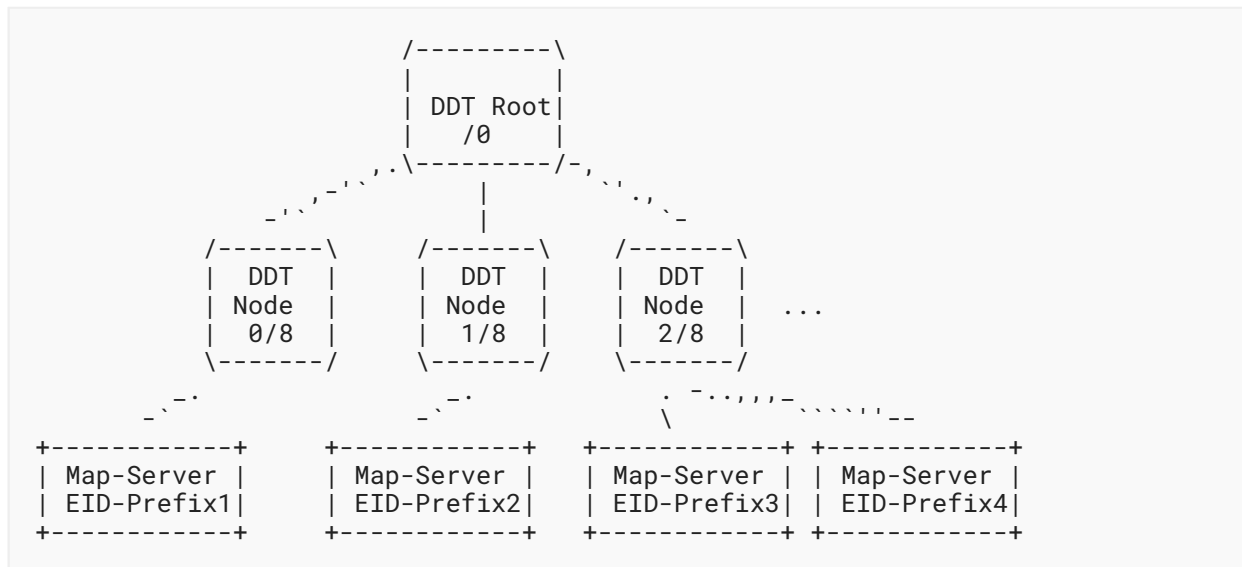 DDT Root
/0
DDT DDT DDT
Node Node Node ...
0/8 1/8 2/8
Map-Server Map-Server Map-Server Map-Server
EID-Prefix1 EID-Prefix2 EID-Prefix3 EID-Prefix4